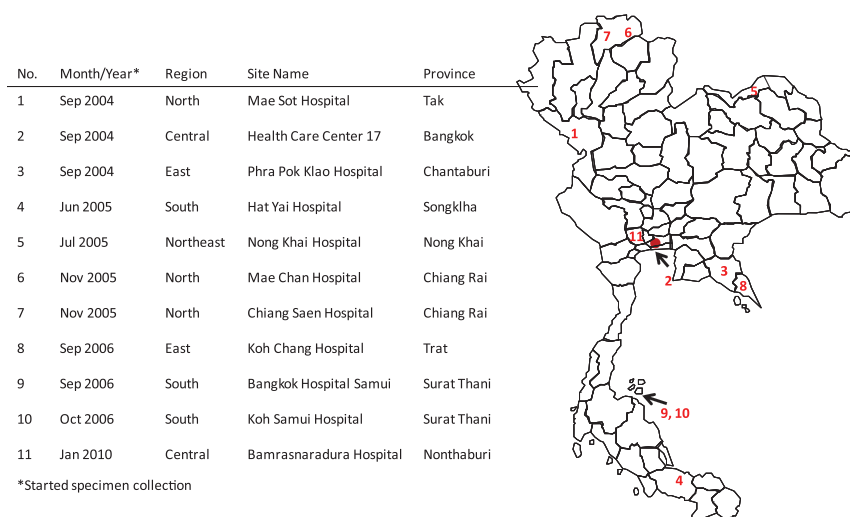 No. Month/Year* Region Site Name Province
1 Sep 2004 North Mae Sot Hospital Tak
2 Sep 2004 Central Health Care Center 17 Bangkok
3 Sep 2004 East Phra Pok Klao Hospital Chantaburi
4 Jun 2005 South Hat Yai Hospital Songklha
5 Jul 2005 Northeast Nong Khai Hospital Nong Khai
6 Nov 2005 North Mae Chan Hospital Chiang Rai
7 Nov 2005 North Chiang Saen Hospital Chiang Rai
8 Sep 2006 East Koh Chang Hospital Trat
9 Sep 2006 South Bangkok Hospital Samui Surat Thani
10 Oct 2006 South Koh Samui Hospital Surat Thani
11 Jan 2010 Central Bamrasnaradura Hospital Nonthaburi
*Started specimen collection
7 6
5
1
11
2
3
8
9, 10
4